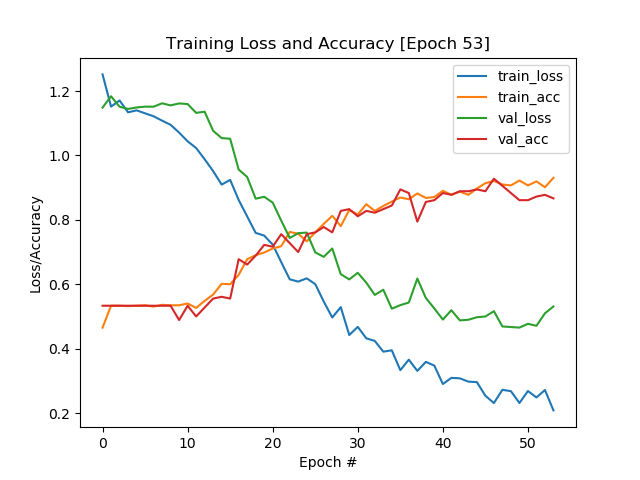 Training Loss and Accuracy [Epoch 53]
train_loss
train_acc
val_loss
val_acc
Loss/Accuracy
1.2
1.0
0.8
0.6
0.4
0.2
0
10
20
30
40
50
Epoch #